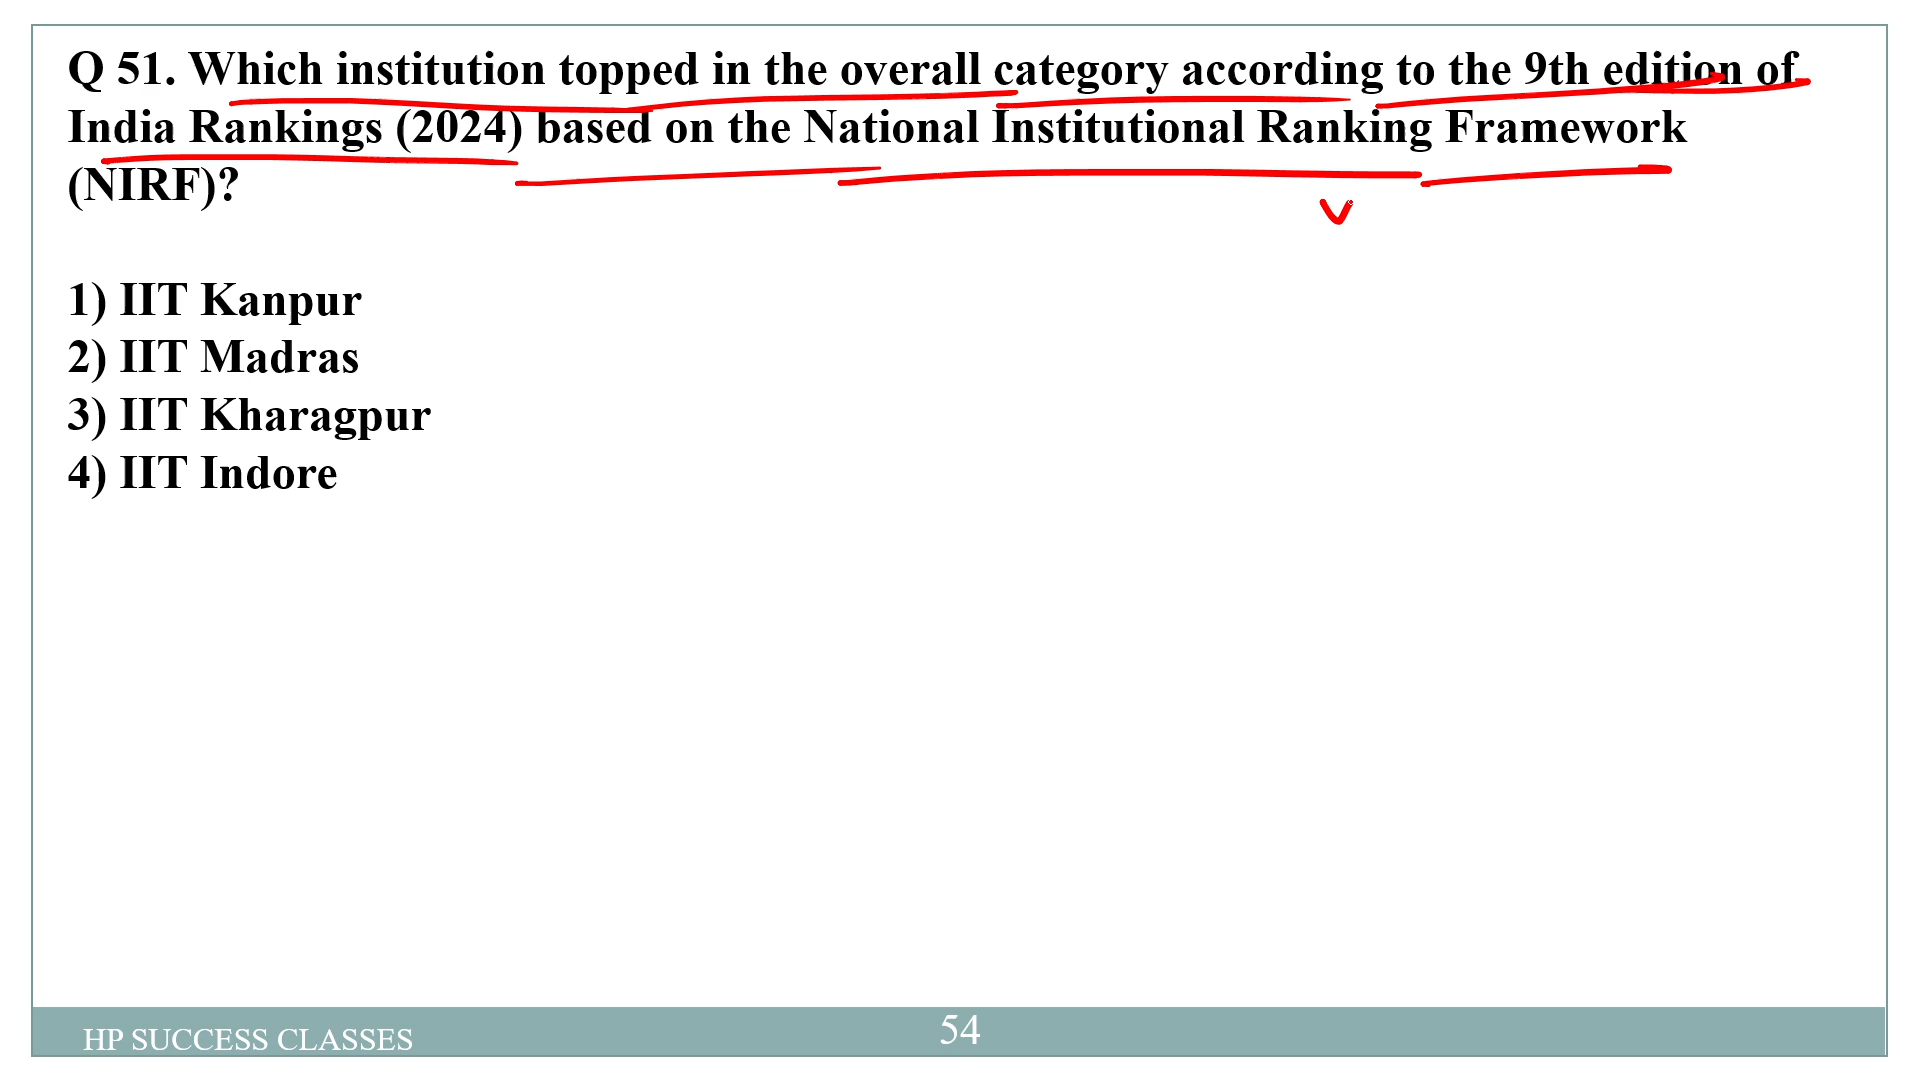 Q 51. Which institution topped in the overall category according to the 9th edition of
India Rankings (2024) based on the National Institutional Ranking Framework
(NIRF)?
1) IIT Kanpur
2) IIT Madras
3) IIT Kharagpur
4) IIT Indore
HP SUCCESS CLASSES
54